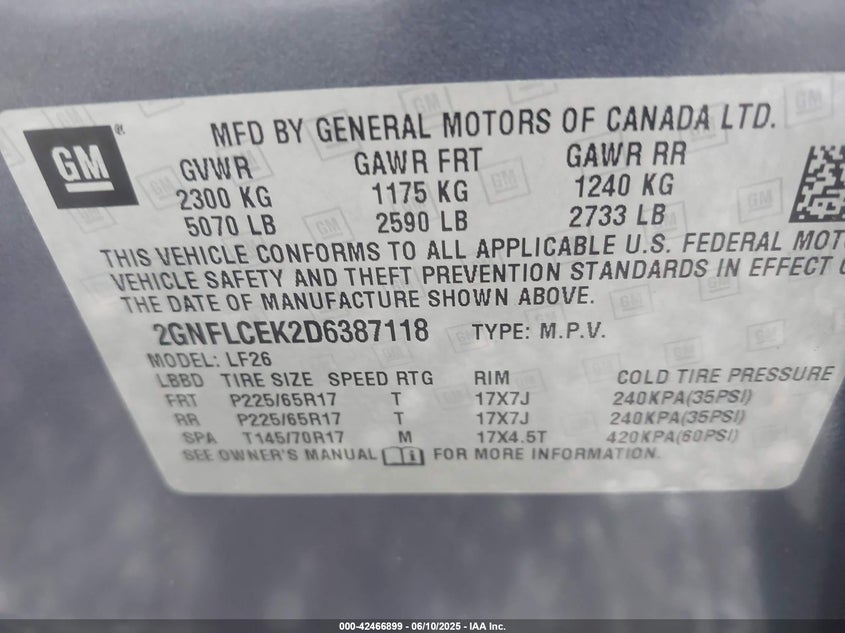 GM
MFD BY GENERAL MOTORS OF CANADA LTD.
GVWR GAWR FRT GAWR RR
2300 KG 1175 KG 1240 KG
5070 LB 2590 LB 2733 LB
THIS VEHICLE CONFORMS TO ALL APPLICABLE U.S. FEDERAL MOT
VEHICLE SAFETY AND THEFT PREVENTION STANDARDS IN EFFECT O
THE DATE OF MANUFACTURE SHOWN ABOVE.
2GNFLCEK2D6387118 TYPE: M.P.V.
MODEL: LF26
LBBD TIRE SIZE SPEED RTG RIM COLD TIRE PRESSURE
FRT P225/65R17 T 17X7J 240KPA(35PSI)
RR P225/65R17 T 17X7J 240KPA(35PSI)
SPA T145/70R17 M 17X4.5T 420KPA(60PSI)
SEE OWNER'S MANUAL FOR MORE INFORMATION.
000-42466899 | 06/10/2025 - IAA Inc.